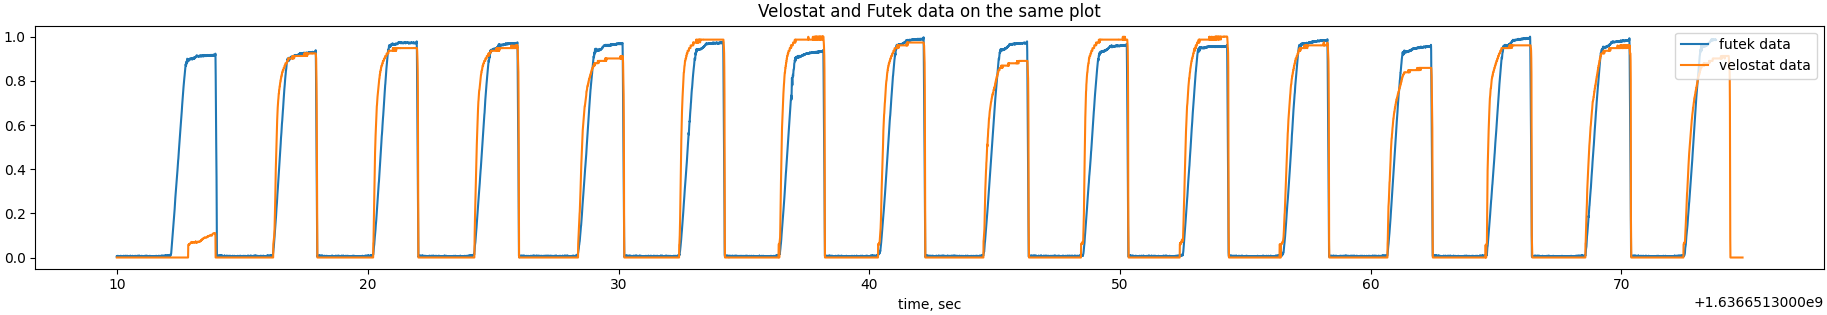 Velostat and Futek data on the same plot
1.0
0.8
0.6
0.4
0.2
0.0
futek data
velostat data
10 20 30 40 50 60 70
time, sec
+1.6366513000e9